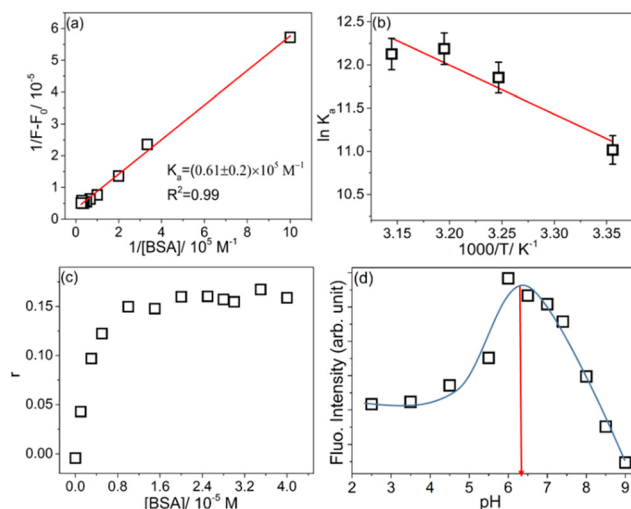 (a)
6
5
4
3
2
1
0
1/F-F₀/ 10⁻⁵
Kₐ=(0.61±0.2)×10⁵ M⁻¹
R²=0.99
0 2 4 6 8 10
1/[BSA]/ 10⁵ M⁻¹
(b)
12.5
12.0
11.5
11.0
10.5
ln Kₐ
3.15 3.20 3.25 3.30 3.35
1000/T/ K⁻¹
(c)
0.15
0.10
0.05
0.00
r
0.0 0.8 1.6 2.4 3.2 4.0
[BSA]/ 10⁻⁵ M
(d)
Fluo. Intensity (arb. unit)
2 3 4 5 6 7 8 9
pH